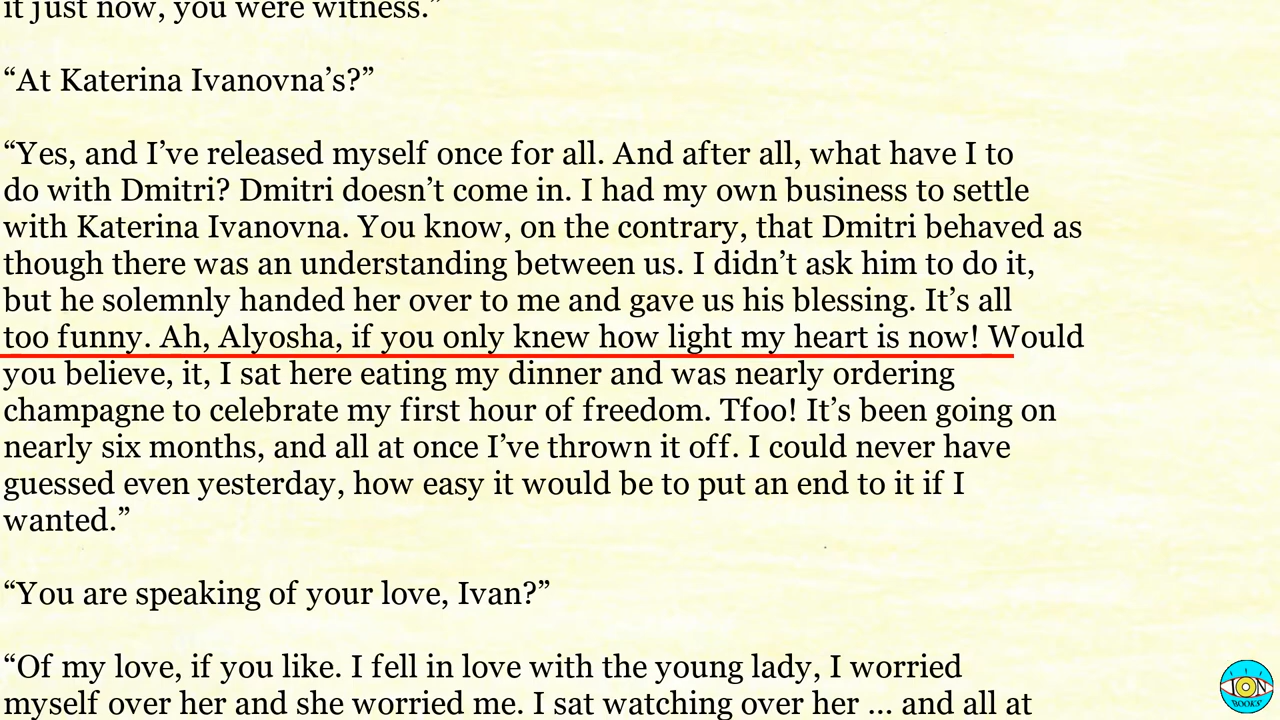 it just now, you were witness.”
“At Katerina Ivanovna’s?”
“Yes, and I’ve released myself once for all. And after all, what have I to
do with Dmitri? Dmitri doesn’t come in. I had my own business to settle
with Katerina Ivanovna. You know, on the contrary, that Dmitri behaved as
though there was an understanding between us. I didn’t ask him to do it,
but he solemnly handed her over to me and gave us his blessing. It’s all
too funny. Ah, Alyosha, if you only knew how light my heart is now! Would
you believe, it, I sat here eating my dinner and was nearly ordering
champagne to celebrate my first hour of freedom. Tfoo! It’s been going on
nearly six months, and all at once I’ve thrown it off. I could never have
guessed even yesterday, how easy it would be to put an end to it if I
wanted.”
“You are speaking of your love, Ivan?”
“Of my love, if you like. I fell in love with the young lady, I worried
myself over her and she worried me. I sat watching over her ... and all at
ION
BOOKS